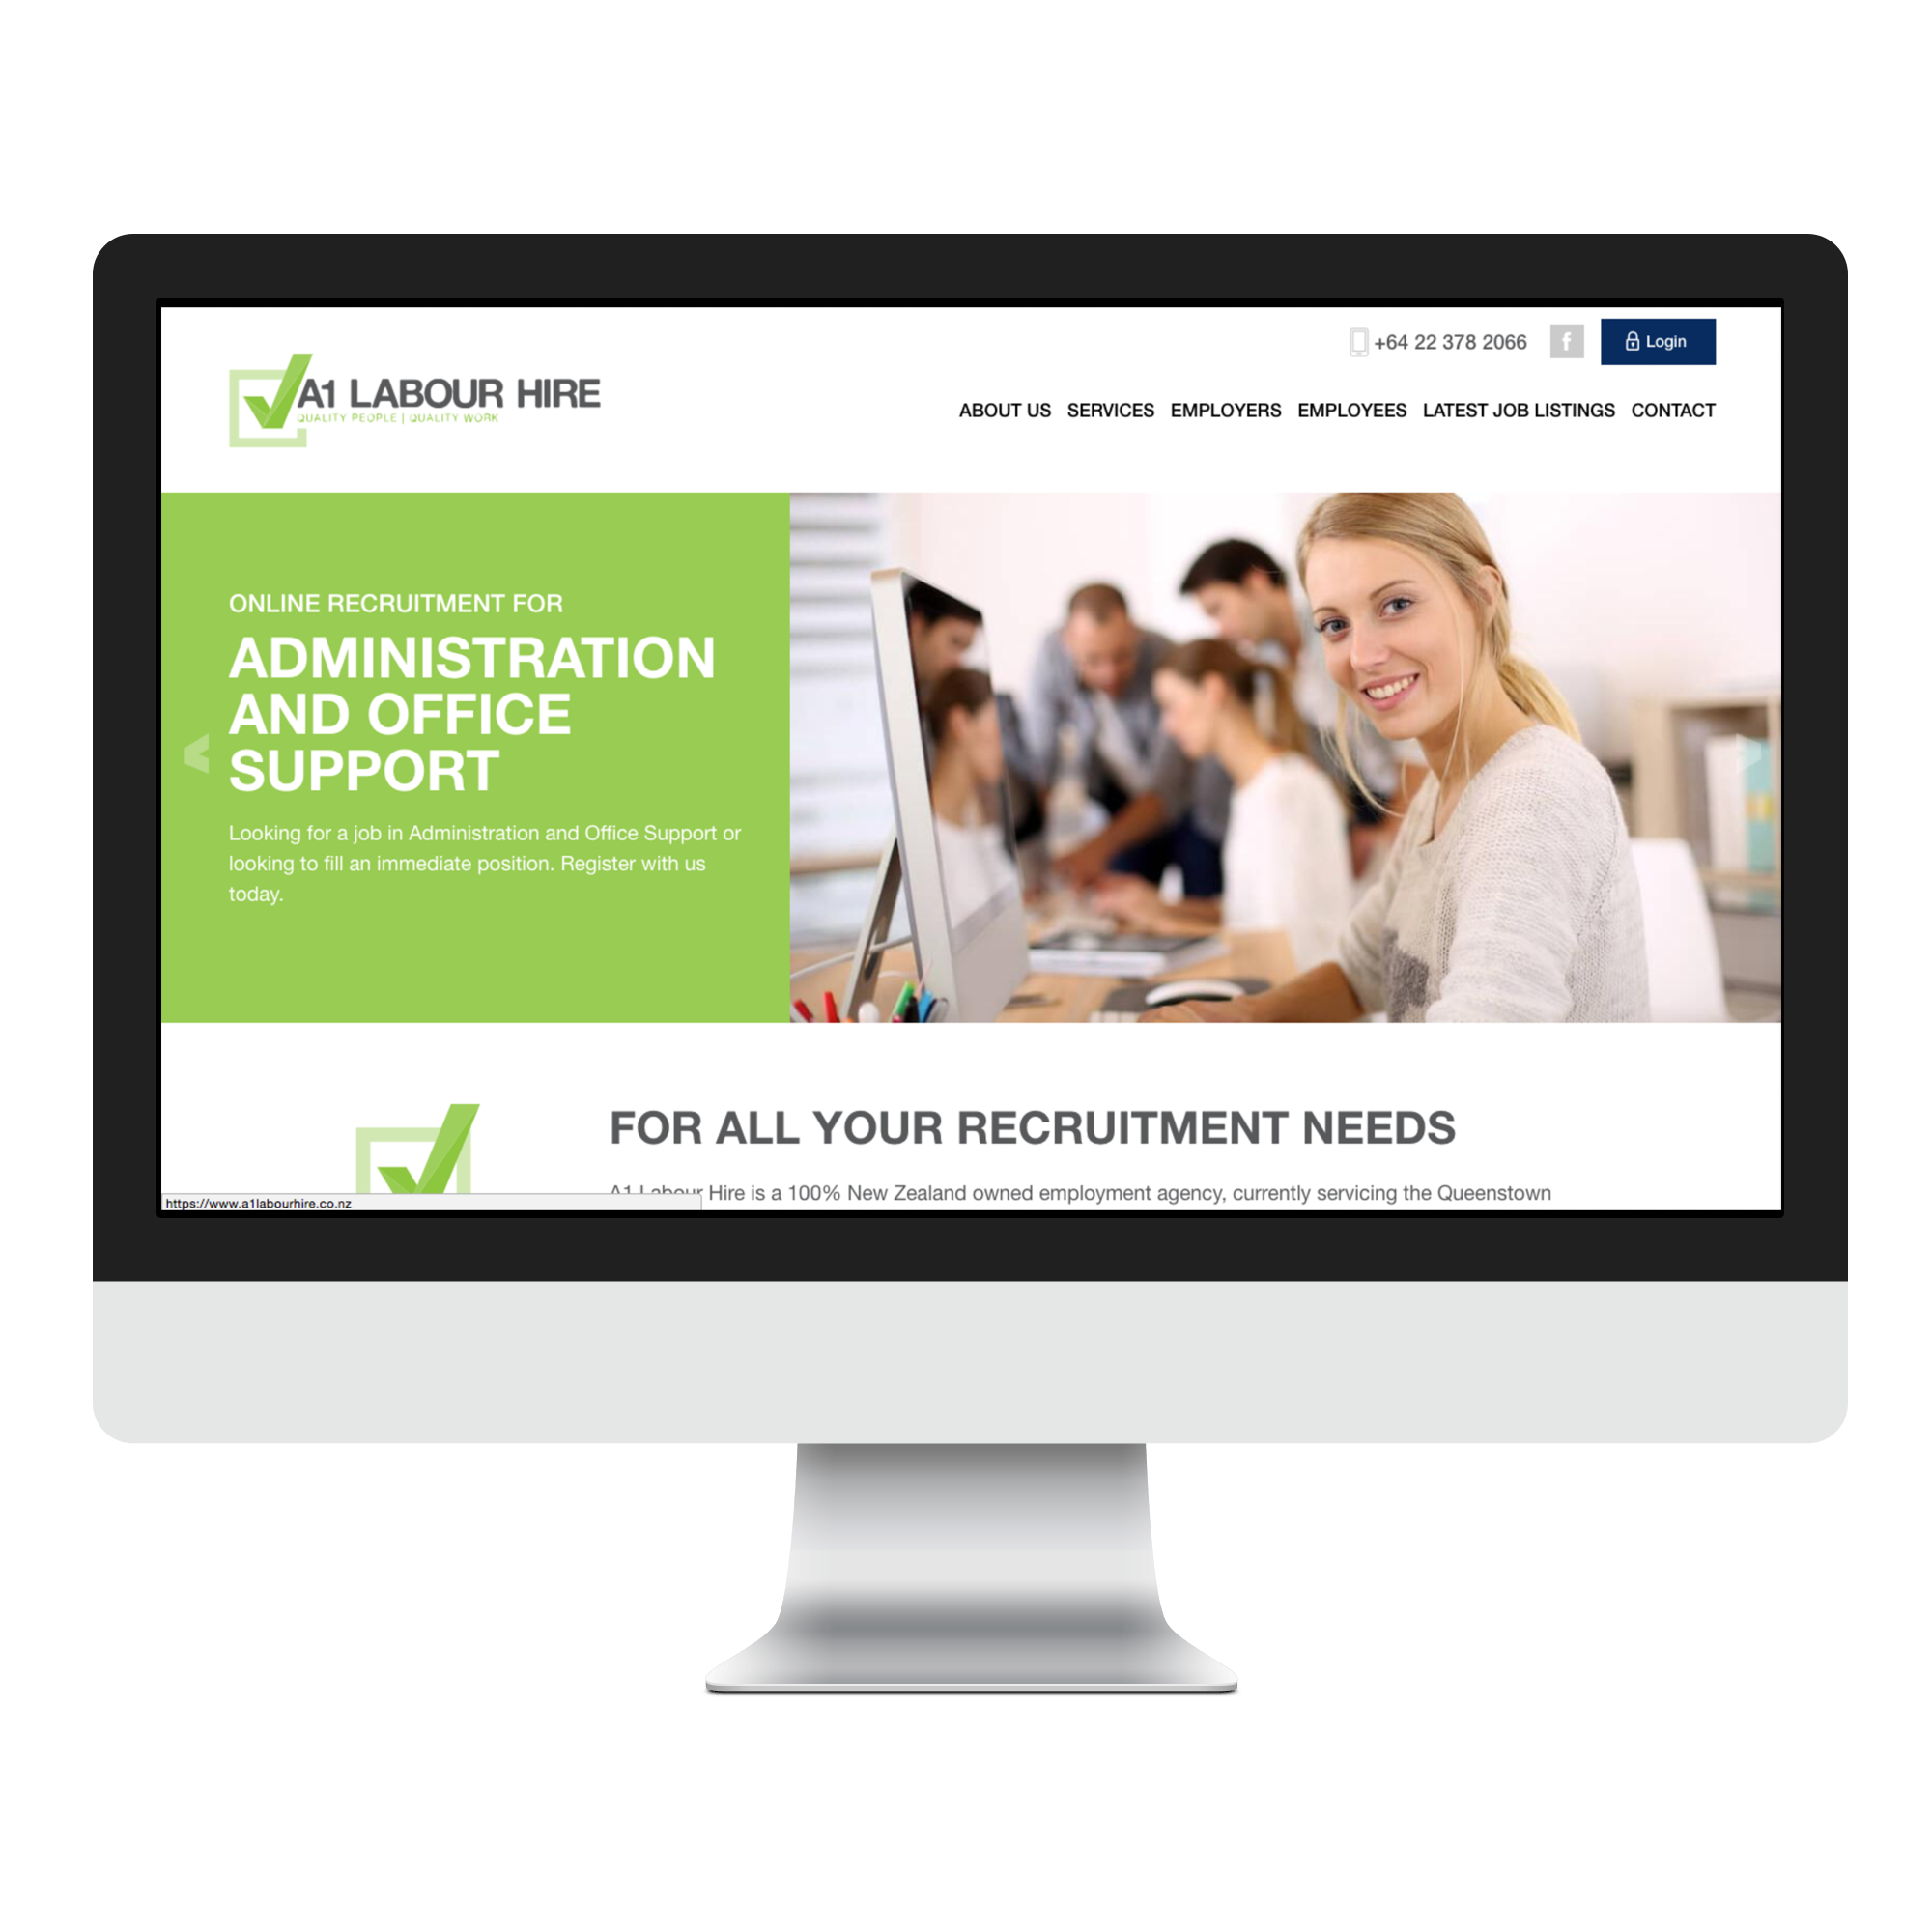 +64 22 378 2066
f
Login
A1 LABOUR HIRE
QUALITY PEOPLE | QUALITY WORK
ABOUT US SERVICES EMPLOYERS EMPLOYEES LATEST JOB LISTINGS CONTACT
ONLINE RECRUITMENT FOR
ADMINISTRATION
AND OFFICE
SUPPORT
Looking for a job in Administration and Office Support or
looking to fill an immediate position. Register with us
today.
FOR ALL YOUR RECRUITMENT NEEDS
A1 Labour Hire is a 100% New Zealand owned employment agency, currently servicing the Queenstown
https://www.a1labourhire.co.nz